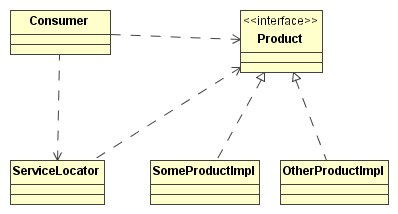 Consumer
<<interface>>
Product
ServiceLocator
SomeProductImpl
OtherProductImpl